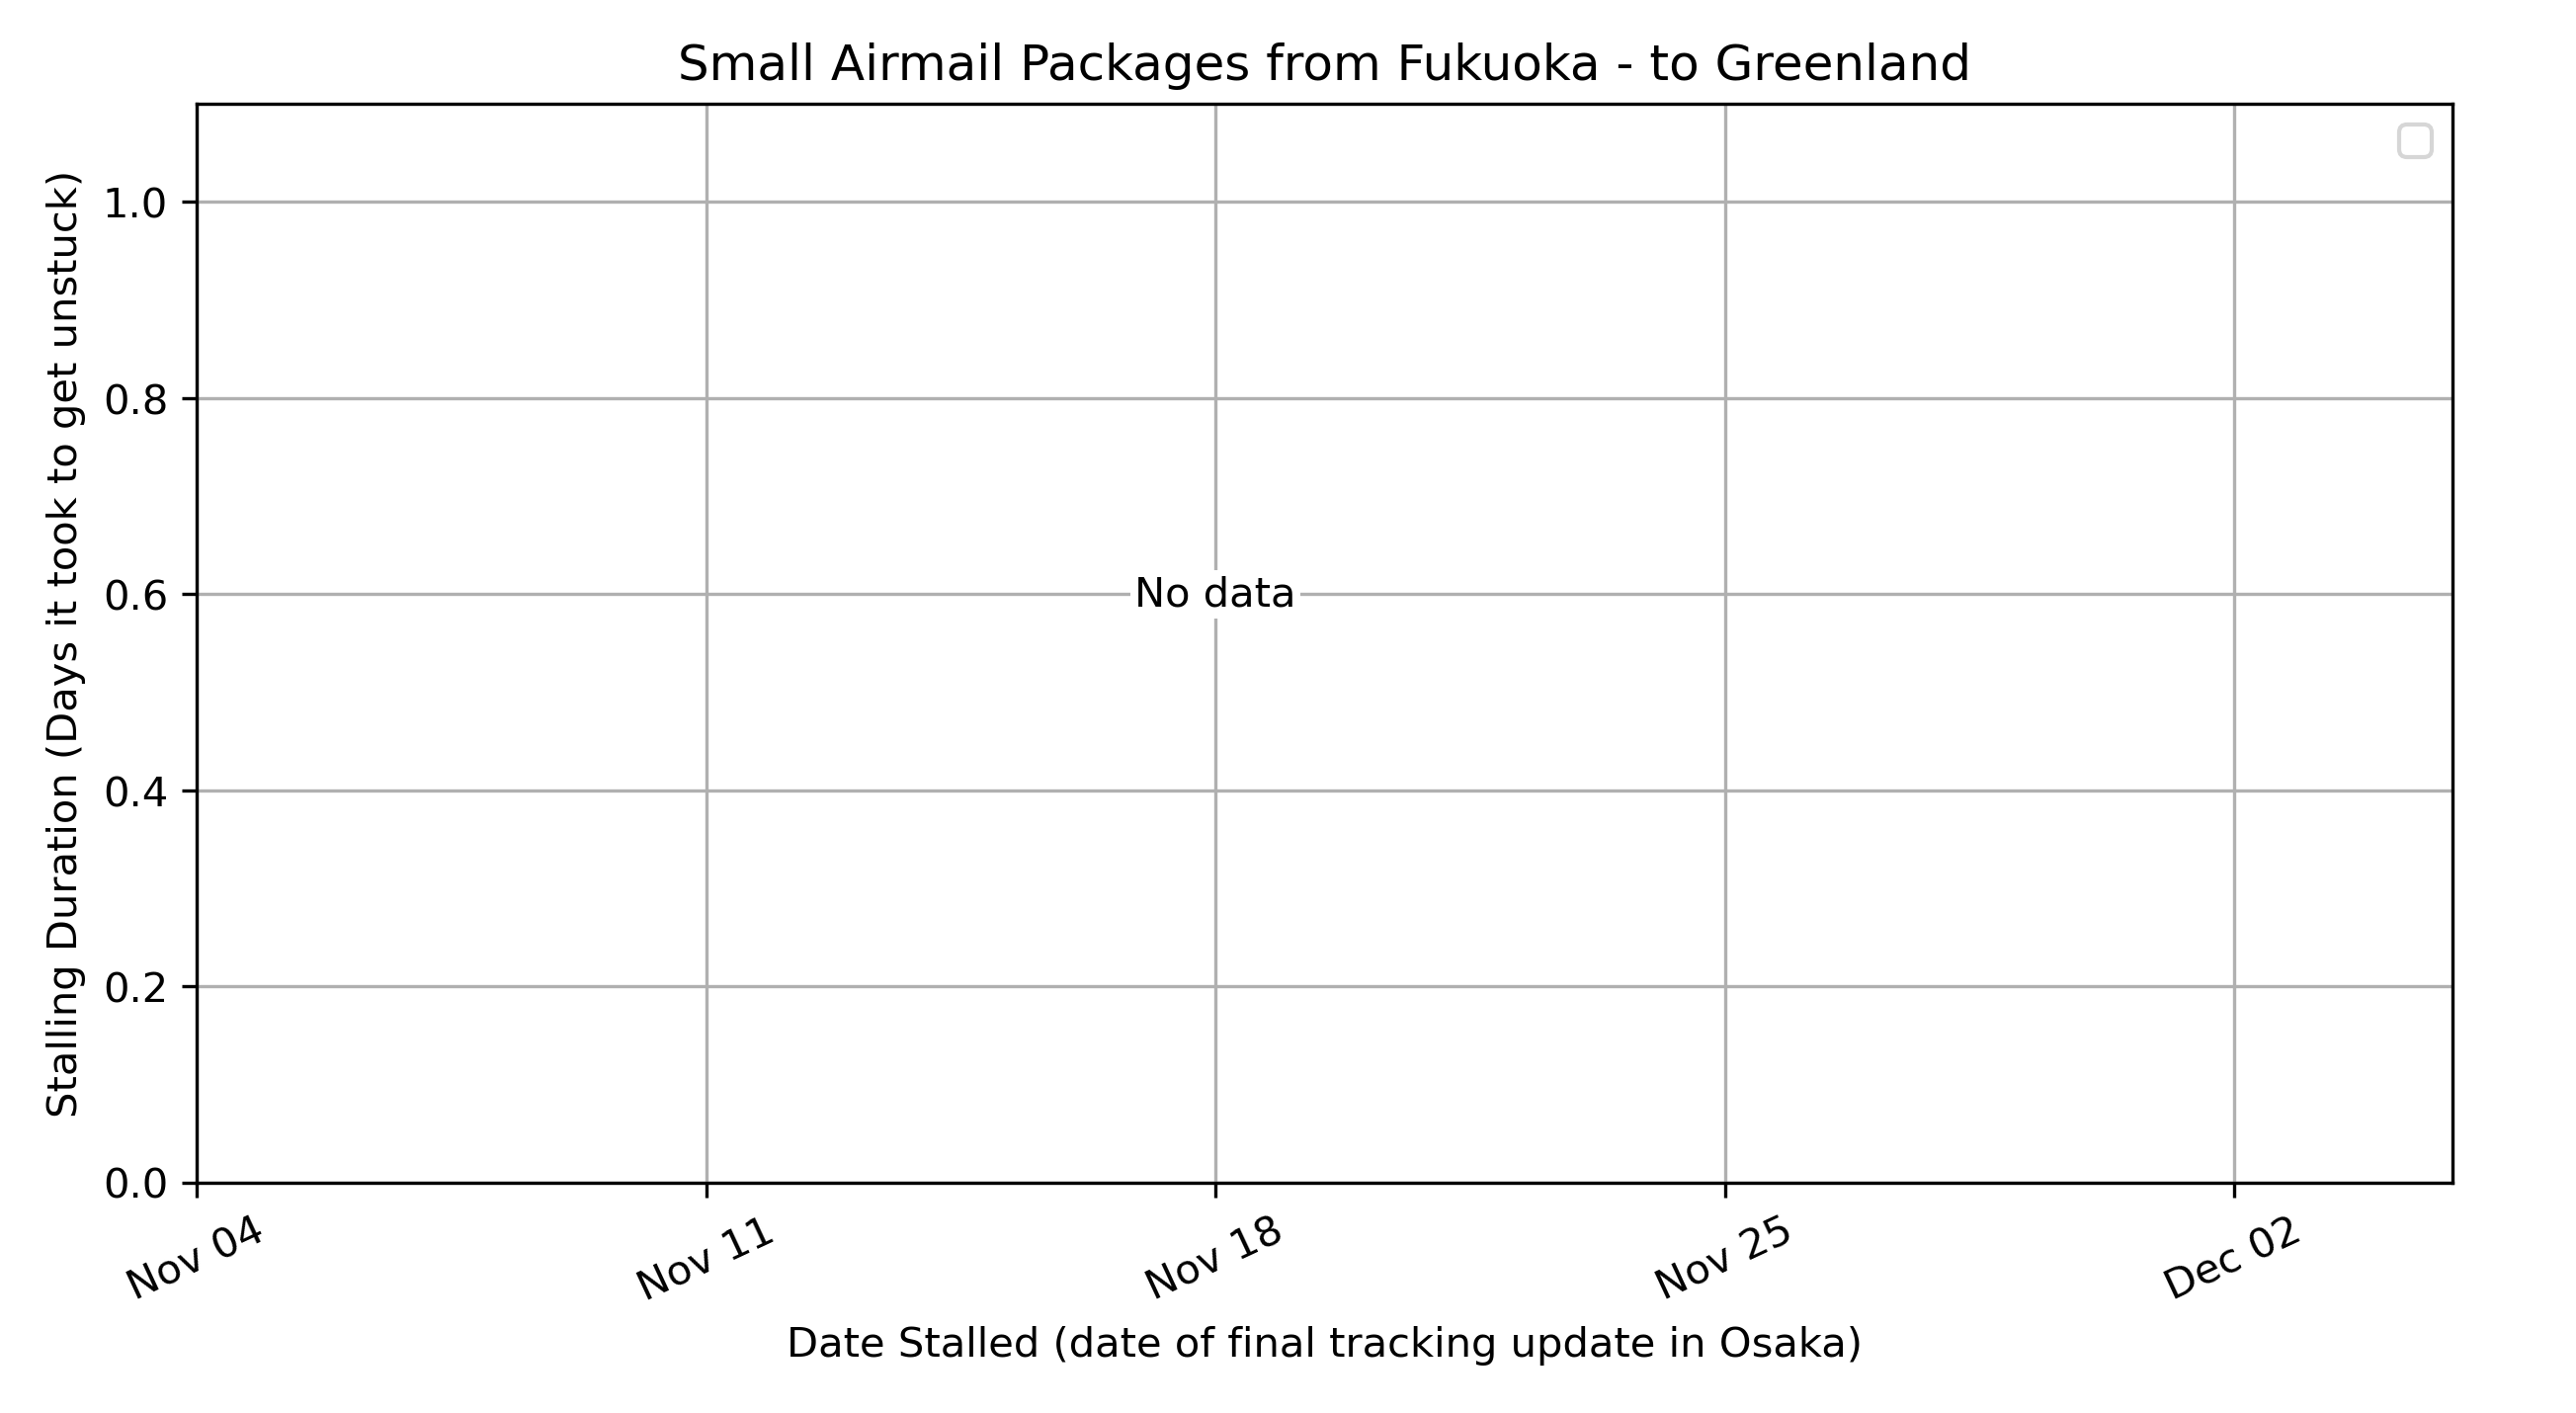 Small Airmail Packages from Fukuoka - to Greenland
Stalling Duration (Days it took to get unstuck)
1.0
0.8
0.6
0.4
0.2
0.0
No data
Nov 04
Nov 11
Nov 18
Nov 25
Dec 02
Date Stalled (date of final tracking update in Osaka)